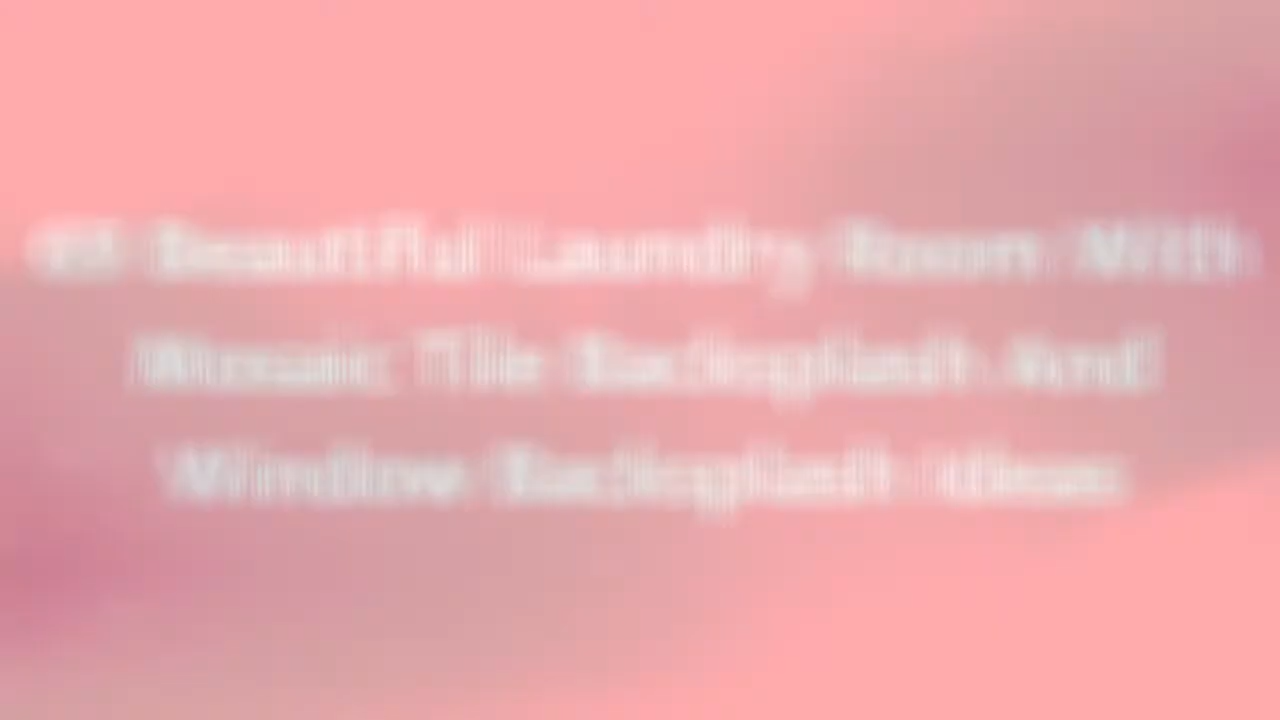 Beautiful Laundry Room With
Mosaic Tile Backsplash And
Window Backsplash Ideas